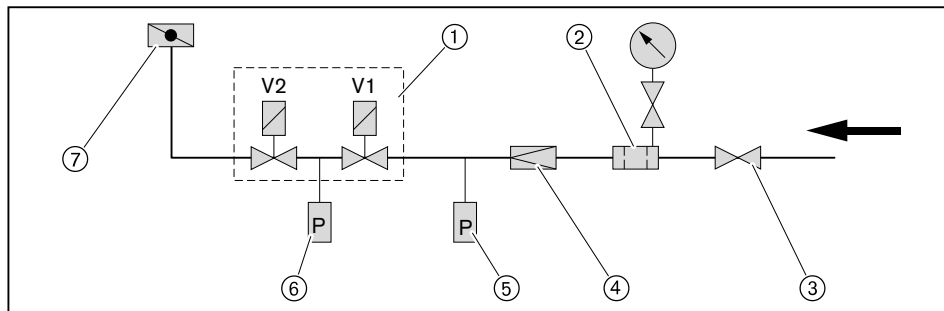 ① ②
V2 V1
⑦
P P
⑥ ⑤ ④ ③